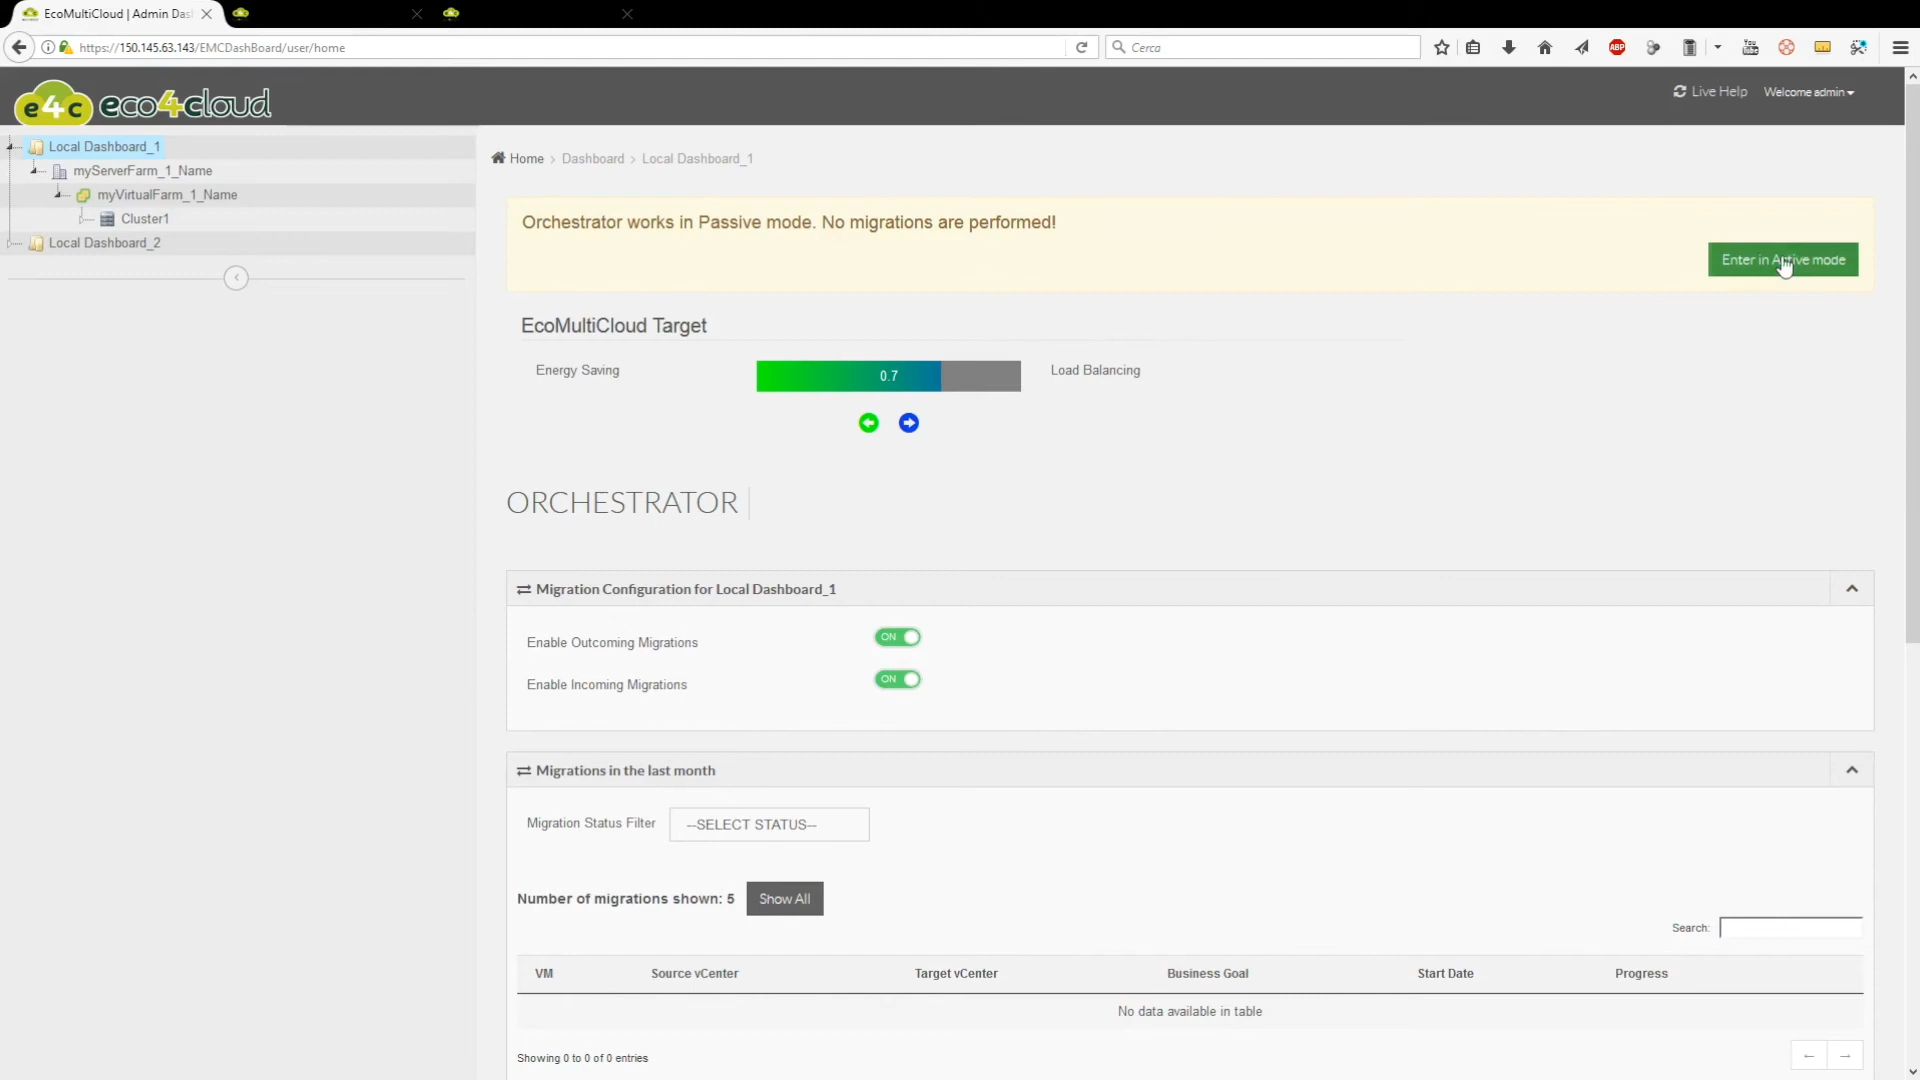 EcoMultiCloud | Admin Das
https://150.145.63.143/EMCDashBoard/user/home
Cerca
ABP
e4c eco4cloud
Live Help
Welcome admin
Local Dashboard_1
myServerFarm_1_Name
myVirtualFarm_1_Name
Cluster1
Local Dashboard_2
Home > Dashboard > Local Dashboard_1
Orchestrator works in Passive mode. No migrations are performed!
Enter in Active mode
EcoMultiCloud Target
Energy Saving
0.7
Load Balancing
ORCHESTRATOR
Migration Configuration for Local Dashboard_1
Enable Outcoming Migrations
ON
Enable Incoming Migrations
ON
Migrations in the last month
Migration Status Filter
--SELECT STATUS--
Number of migrations shown: 5
Show All
Search:
VM Source vCenter Target vCenter Business Goal Start Date Progress
No data available in table
Showing 0 to 0 of 0 entries
← →